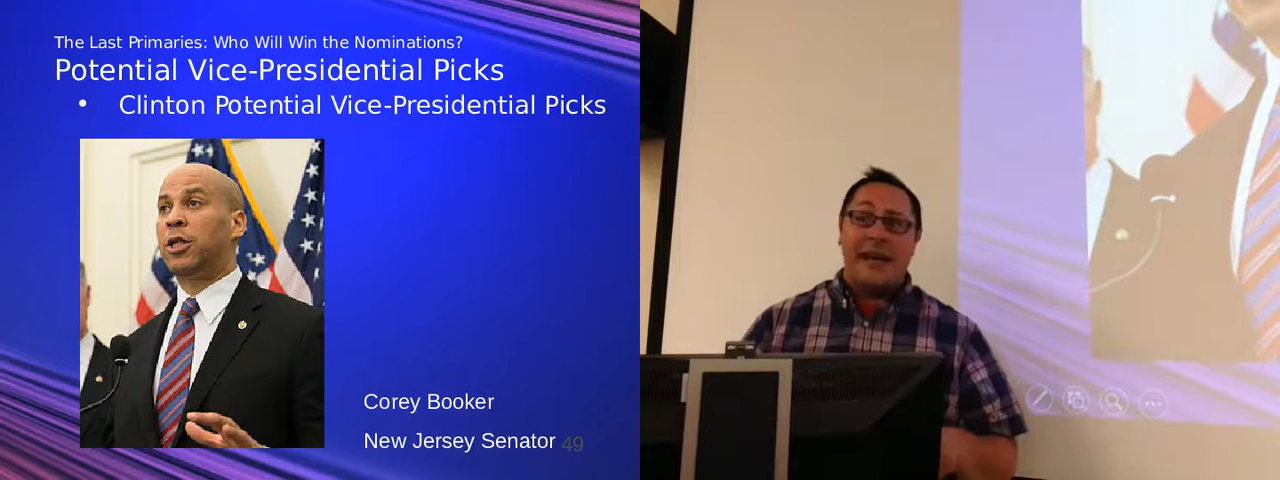 The Last Primaries: Who Will Win the Nominations?
Potential Vice-Presidential Picks
• Clinton Potential Vice-Presidential Picks
Corey Booker
New Jersey Senator 49